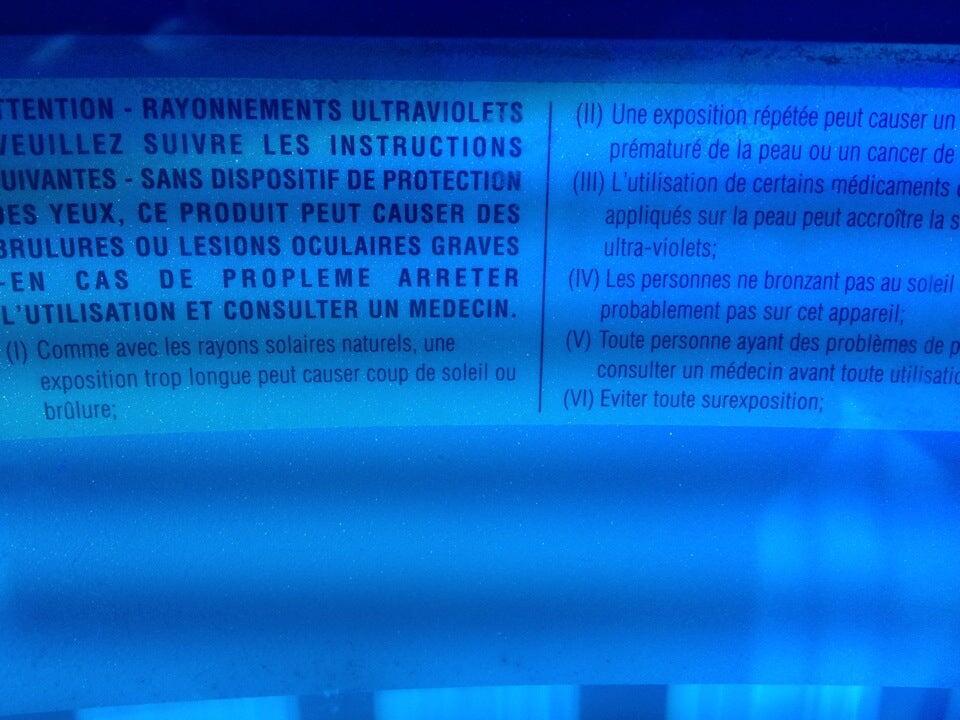 TTENTION - RAYONNEMENTS ULTRAVIOLETS
VEUILLEZ SUIVRE LES INSTRUCTIONS
UIVANTES - SANS DISPOSITIF DE PROTECTION
DES YEUX, CE PRODUIT PEUT CAUSER DES
BRULURES OU LESIONS OCULAIRES GRAVES
-EN CAS DE PROPLEME ARRETER
L'UTILISATION ET CONSULTER UN MEDECIN.
(I) Comme avec les rayons solaires naturels, une
exposition trop longue peut causer coup de soleil ou
brûlure;
(II) Une exposition répétée peut causer un
prématuré de la peau ou un cancer de
(III) L'utilisation de certains médicaments
appliqués sur la peau peut accroître la s
ultra-violets;
(IV) Les personnes ne bronzant pas au soleil
probablement pas sur cet appareil;
(V) Toute personne ayant des problèmes de p
consulter un médecin avant toute utilisatio
(VI) Eviter toute surexposition;